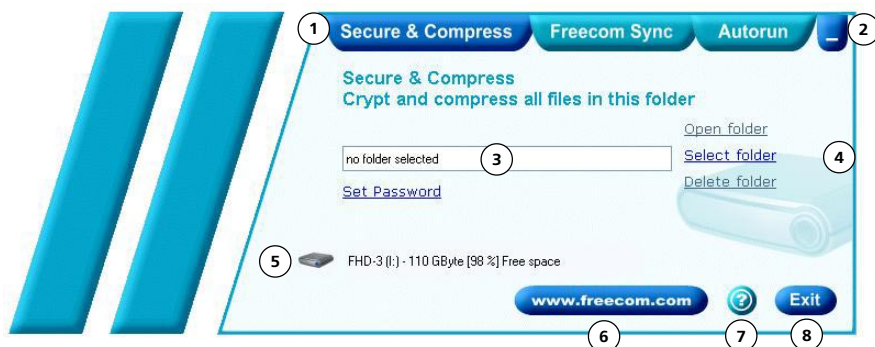 1 Secure & Compress Freecom Sync Autorun _ 2
Secure & Compress
Crypt and compress all files in this folder
Open folder
no folder selected 3 Select folder 4
Set Password Delete folder
5 FHD-3 (I:) - 110 GByte [98 %] Free space
www.freecom.com ? Exit
6 7 8